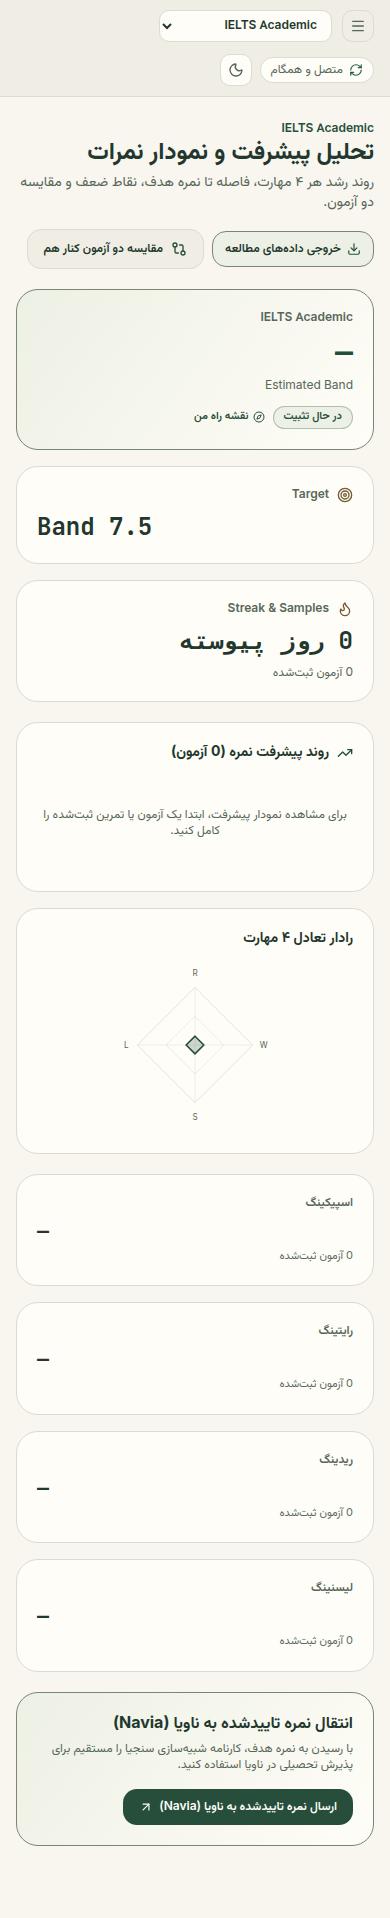 IELTS Academic
متصل و همگام
IELTS Academic
تحلیل پیشرفت و نمودار نمرات
روند رشد هر ۴ مهارت، فاصله تا نمره هدف، نقاط ضعف و مقایسه
دو آزمون.
خروجی داده‌های مطالعه
مقایسه دو آزمون کنار هم
IELTS Academic
—
Estimated Band
در حال تثبیت
نقشه راه من
Target
Band 7.5
Streak & Samples
0 روز پیوسته
0 آزمون ثبت‌شده
روند پیشرفت نمره (0 آزمون)
برای مشاهده نمودار پیشرفت، ابتدا یک آزمون یا تمرین ثبت‌شده را
کامل کنید.
رادار تعادل ۴ مهارت
R
L
W
S
اسپیکینگ
—
0 آزمون ثبت‌شده
رایتینگ
—
0 آزمون ثبت‌شده
ریدینگ
—
0 آزمون ثبت‌شده
لیسنینگ
—
0 آزمون ثبت‌شده
انتقال نمره تاییدشده به ناویا (Navia)
با رسیدن به نمره هدف، کارنامه شبیه‌سازی سنجیا را مستقیم برای
پذیرش تحصیلی در ناویا استفاده کنید.
ارسال نمره تاییدشده به ناویا (Navia)